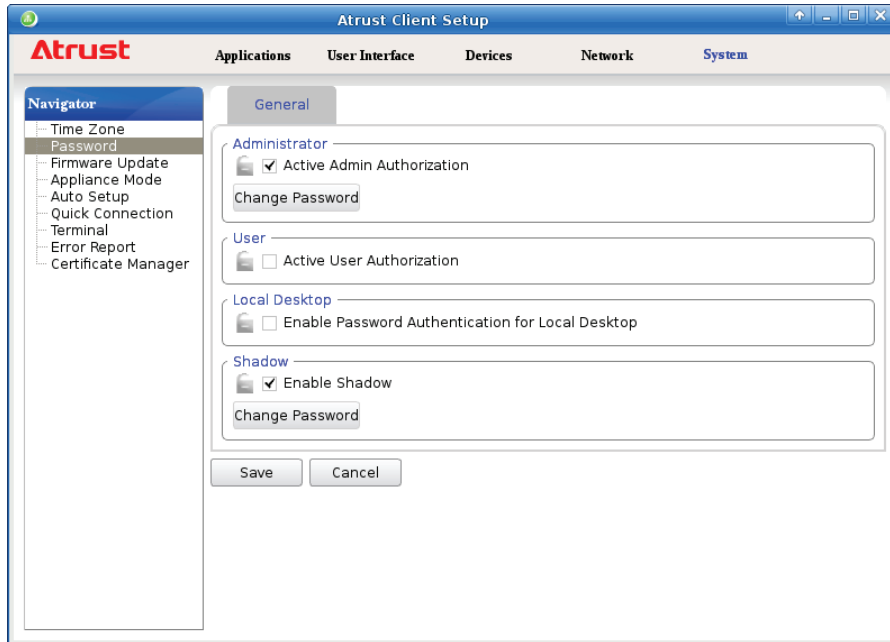 Atrust Client Setup
Atrust
Applications User Interface Devices Network System
Navigator
Time Zone
Password
Firmware Update
Appliance Mode
Auto Setup
Quick Connection
Terminal
Error Report
Certificate Manager
General
Administrator
Active Admin Authorization
Change Password
User
Active User Authorization
Local Desktop
Enable Password Authentication for Local Desktop
Shadow
Enable Shadow
Change Password
Save Cancel